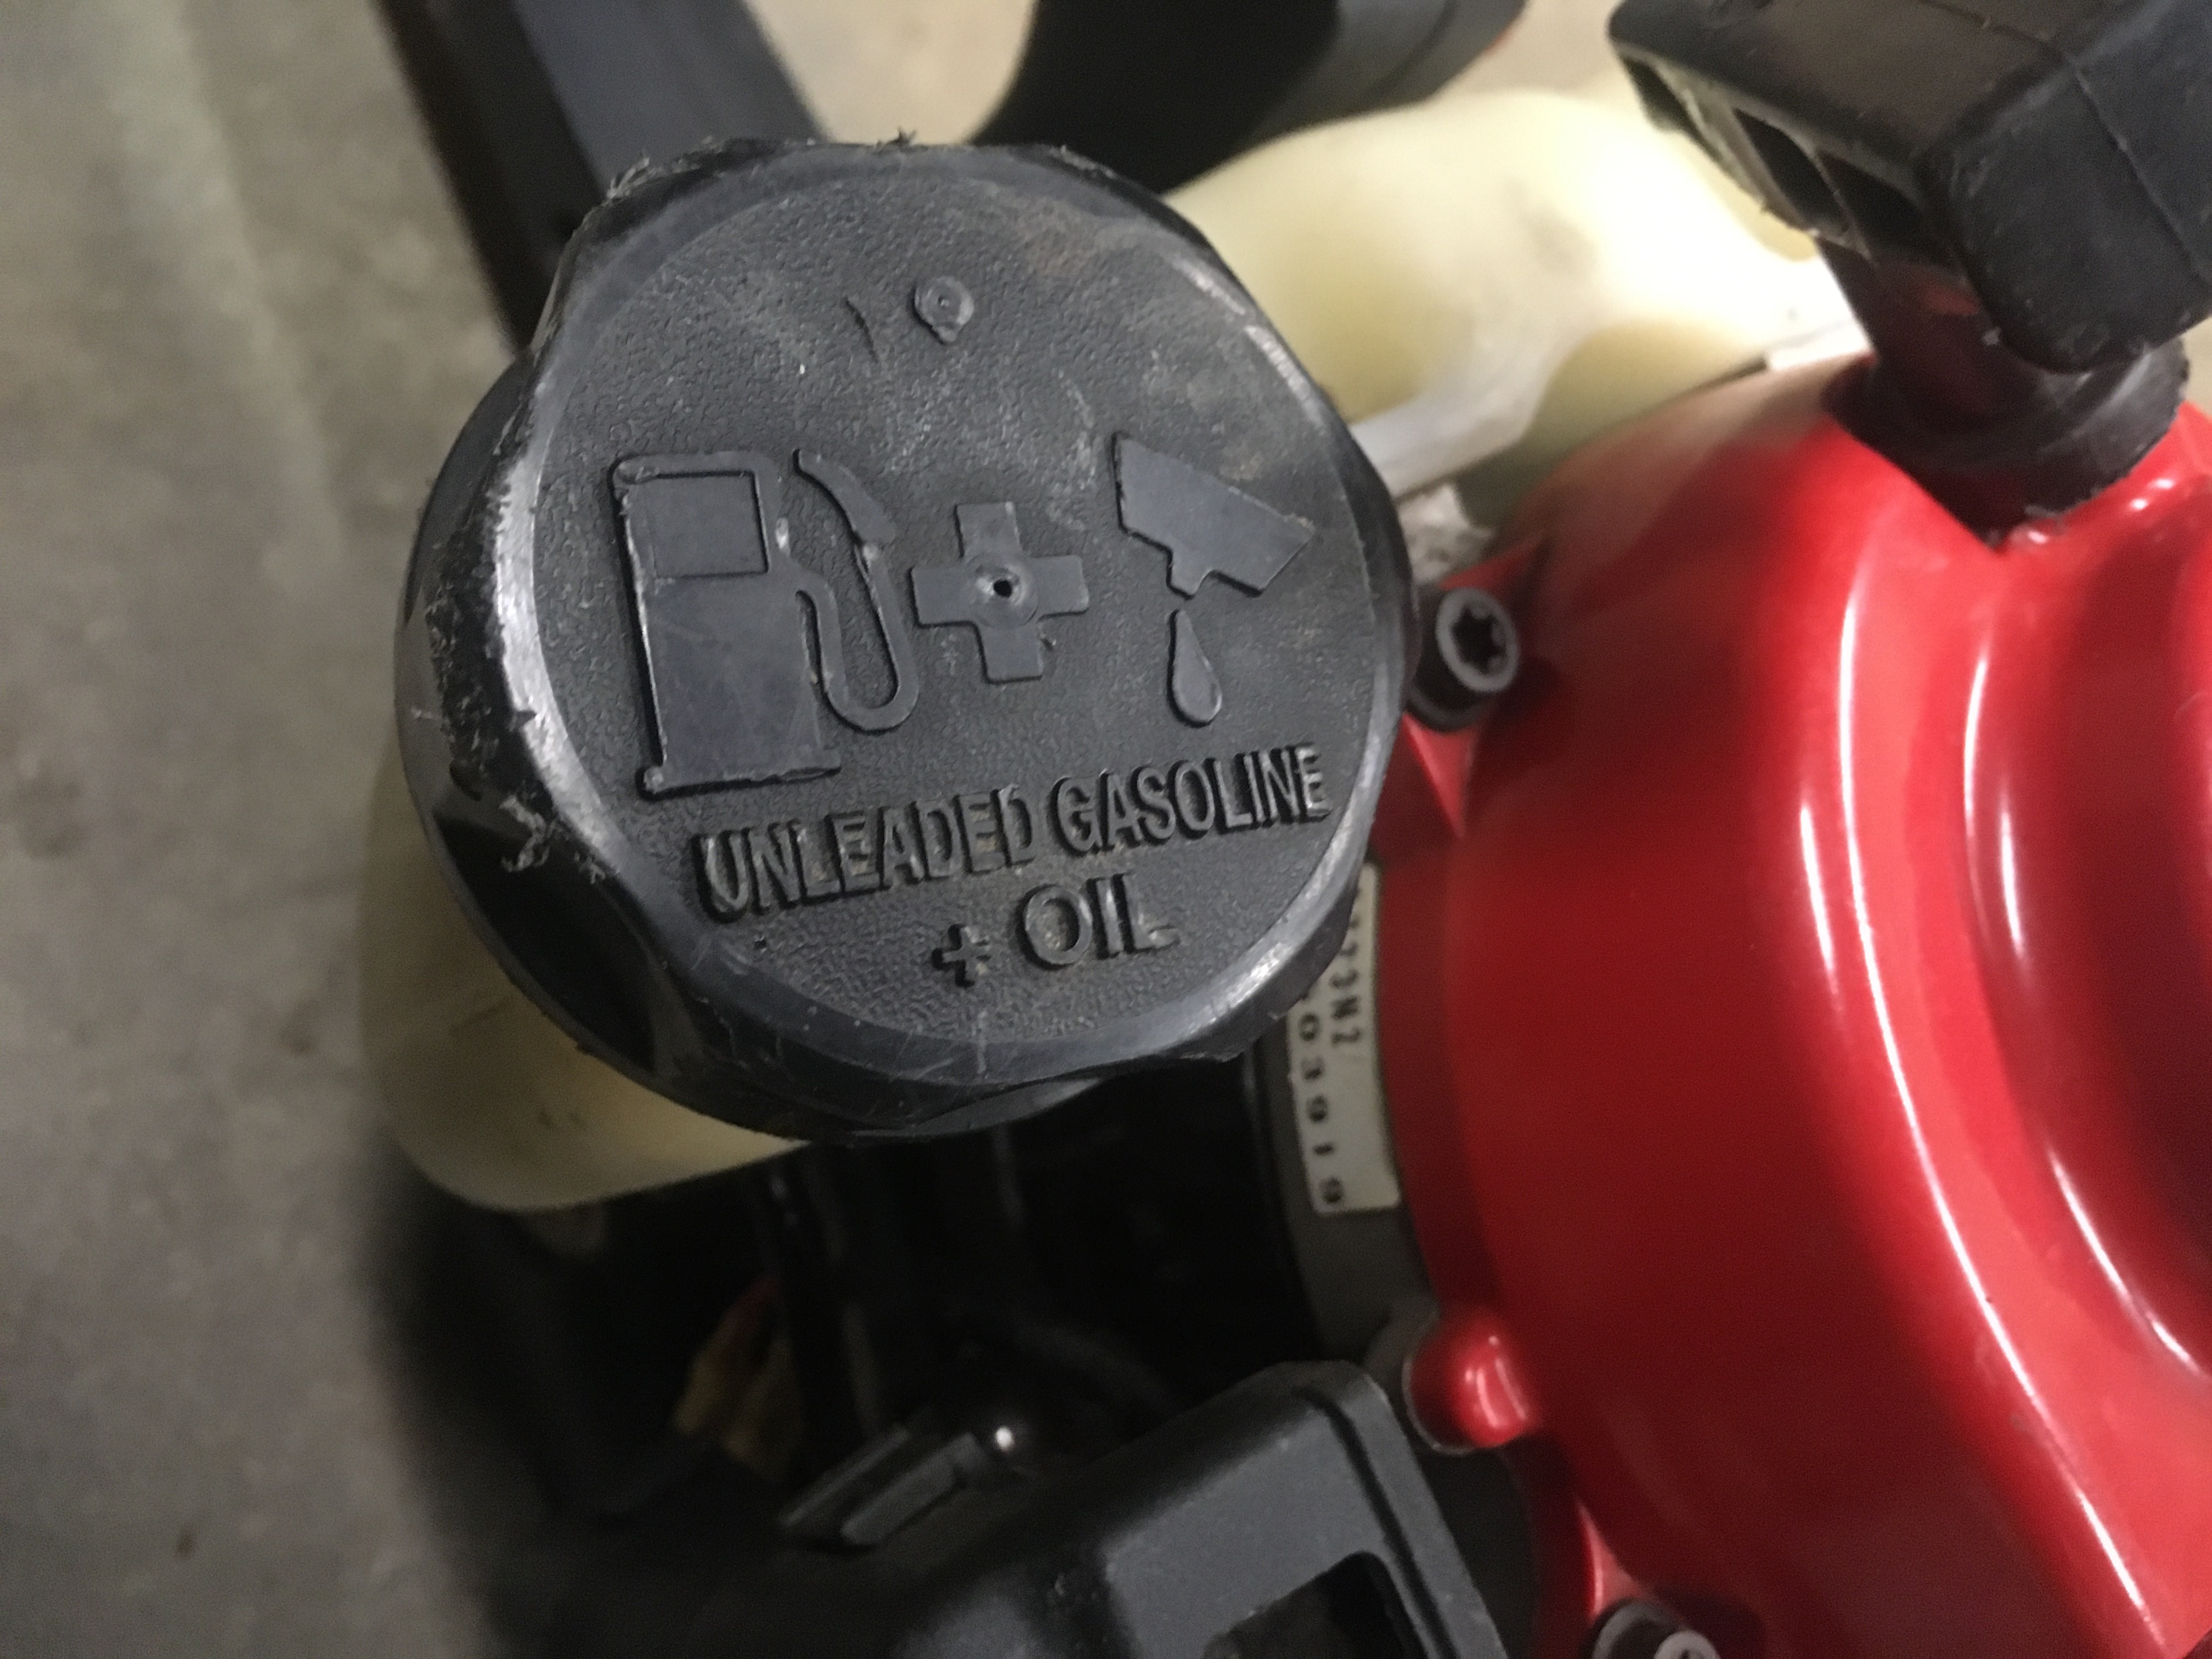 UNLEADED GASOLINE
+ OIL